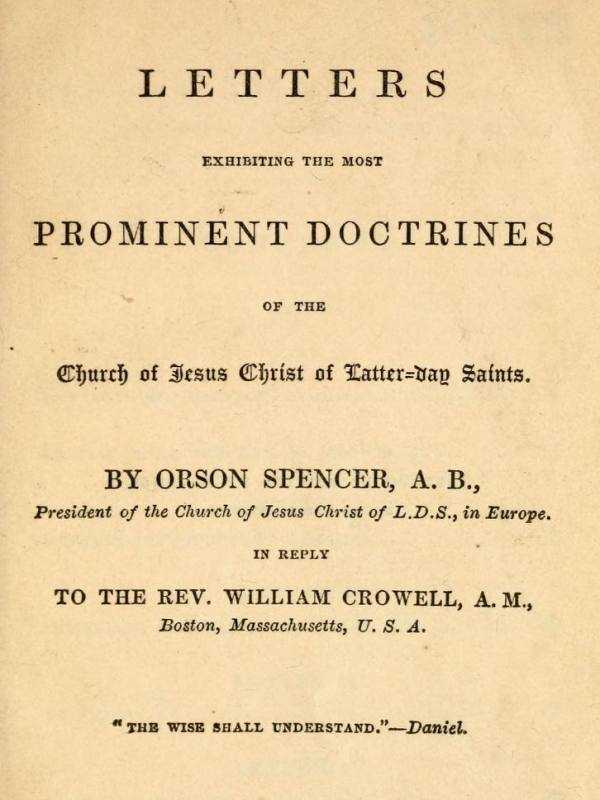 LETTERS
EXHIBITING THE MOST
PROMINENT DOCTRINES
OF THE
Church of Jesus Christ of Latter=day Saints.
BY ORSON SPENCER, A. B.,
President of the Church of Jesus Christ of L.D.S., in Europe.
IN REPLY
TO THE REV. WILLIAM CROWELL, A. M.,
Boston, Massachusetts, U. S. A.
"THE WISE SHALL UNDERSTAND."—Daniel.